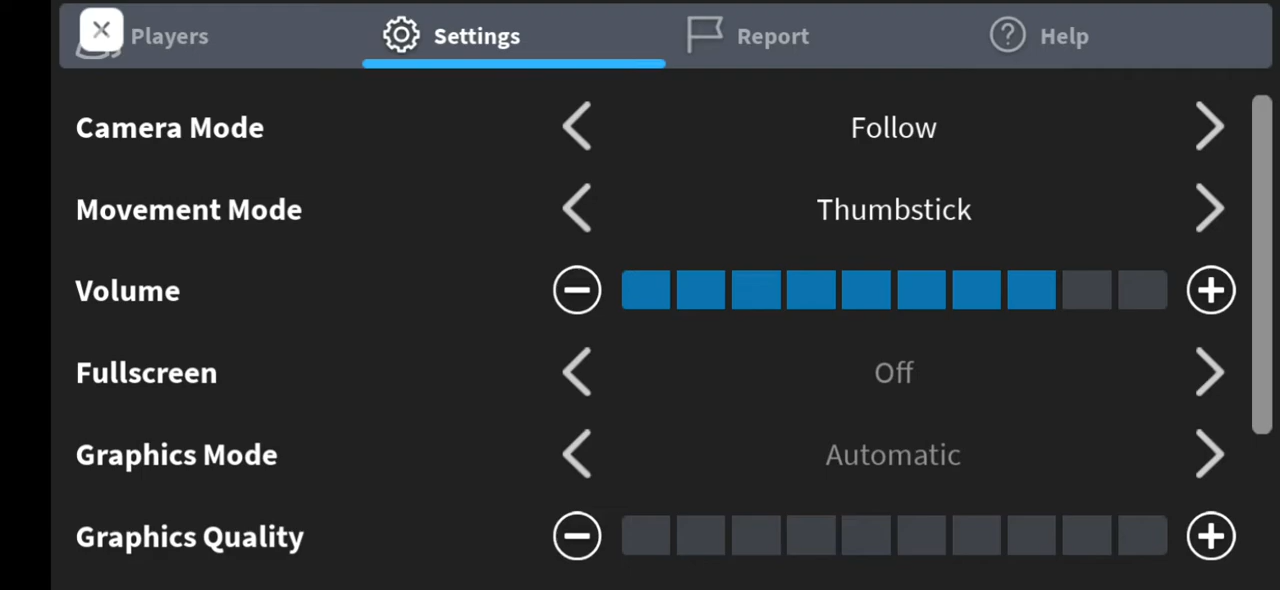 Players Settings Report Help
Camera Mode Follow
Movement Mode Thumbstick
Volume
Fullscreen Off
Graphics Mode Automatic
Graphics Quality